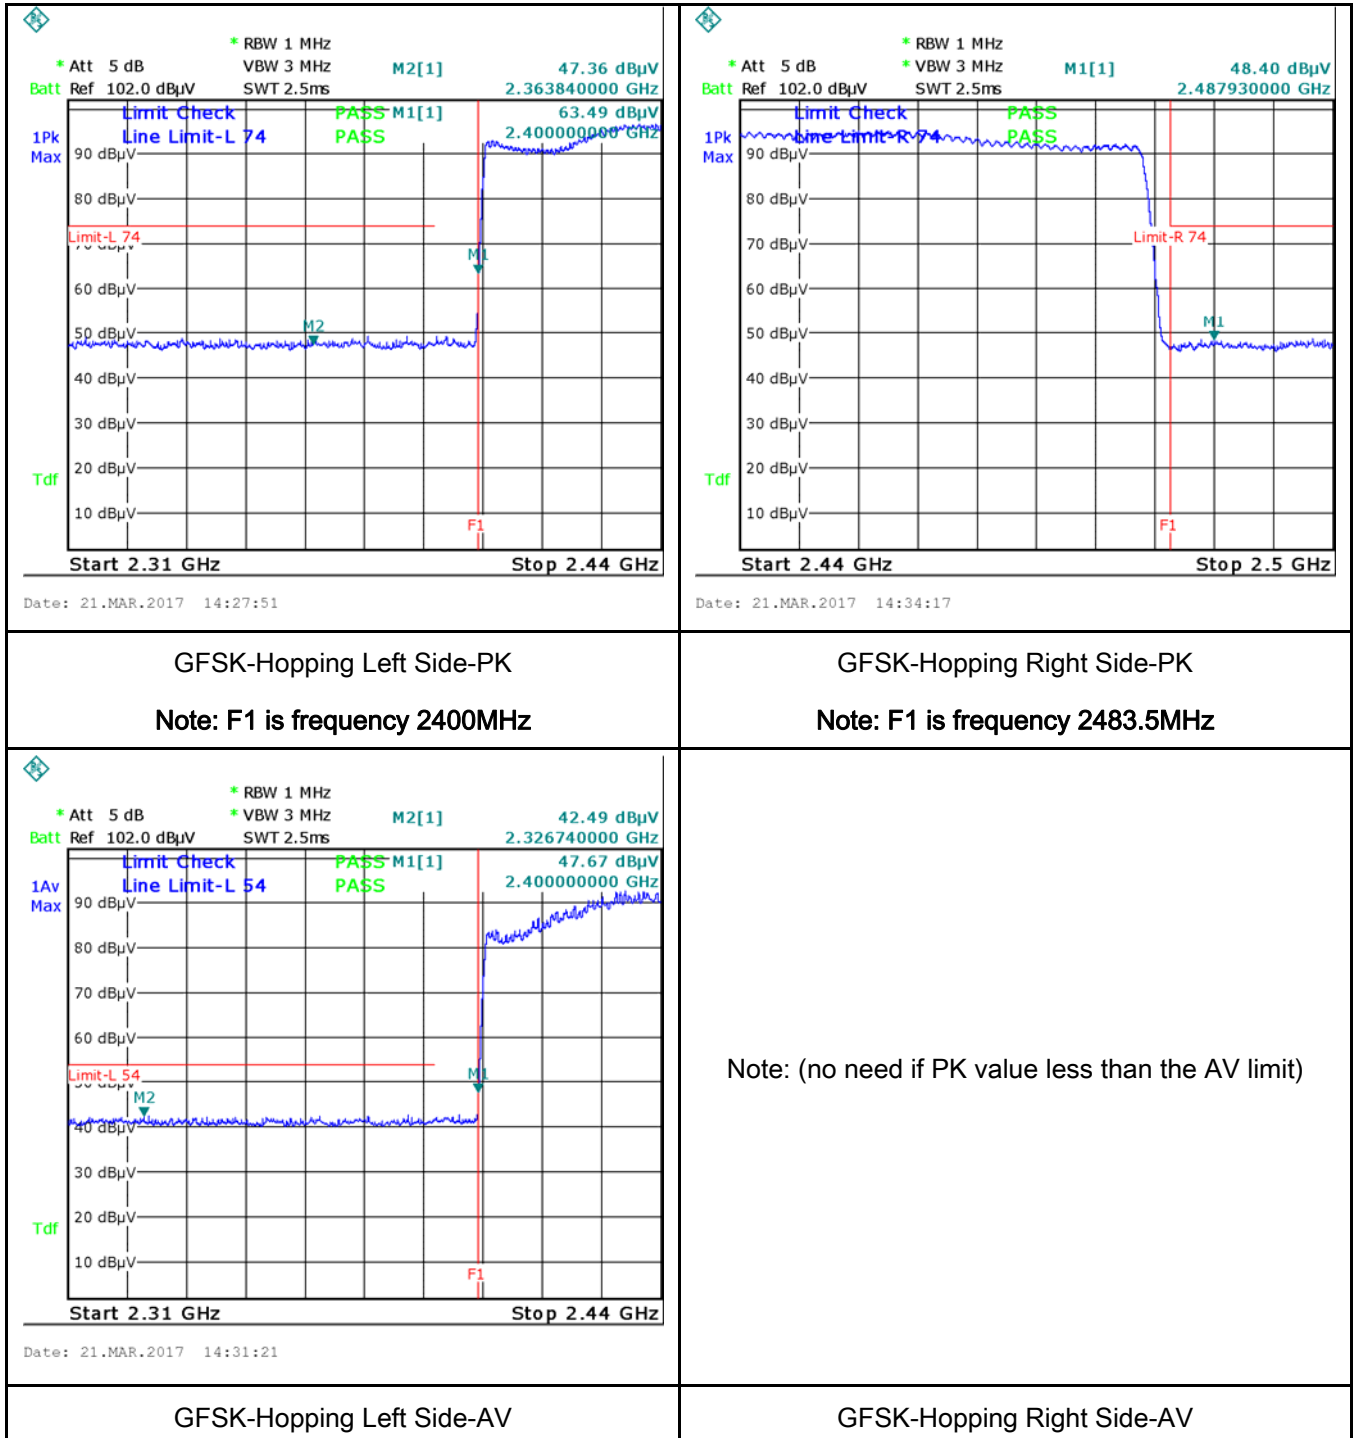 * RBW 1 MHz
* Att 5 dB VBW 3 MHz M2[1] 47.36 dBµV
Batt Ref 102.0 dBµV SWT 2.5ms 2.363840000 GHz
Limit Check PASS M1[1] 63.49 dBµV
1Pk Line Limit-L 74 PASS 2.400000000 GHz
Max 90 dBµV
80 dBµV
Limit-L 74
70 dBµV
M1
60 dBµV
M2
50 dBµV
40 dBµV
30 dBµV
Tdf 20 dBµV
10 dBµV
F1
Start 2.31 GHz Stop 2.44 GHz
Date: 21.MAR.2017 14:27:51
* RBW 1 MHz
* Att 5 dB * VBW 3 MHz M1[1] 48.40 dBµV
Batt Ref 102.0 dBµV SWT 2.5ms 2.487930000 GHz
Limit Check PASS
1Pk Line Limit-R 74 PASS
Max 90 dBµV
80 dBµV
70 dBµV Limit-R 74
60 dBµV
M1
50 dBµV
40 dBµV
30 dBµV
Tdf 20 dBµV
10 dBµV
F1
Start 2.44 GHz Stop 2.5 GHz
Date: 21.MAR.2017 14:34:17
GFSK-Hopping Left Side-PK
Note: F1 is frequency 2400MHz
GFSK-Hopping Right Side-PK
Note: F1 is frequency 2483.5MHz
* RBW 1 MHz
* Att 5 dB * VBW 3 MHz M2[1] 42.49 dBµV
Batt Ref 102.0 dBµV SWT 2.5ms 2.326740000 GHz
Limit Check PASS M1[1] 47.67 dBµV
1Av Line Limit-L 54 PASS 2.400000000 GHz
Max 90 dBµV
80 dBµV
70 dBµV
60 dBµV
Limit-L 54
50 dBµV
M1
M2
40 dBµV
30 dBµV
Tdf 20 dBµV
10 dBµV
F1
Start 2.31 GHz Stop 2.44 GHz
Date: 21.MAR.2017 14:31:21
Note: (no need if PK value less than the AV limit)
GFSK-Hopping Left Side-AV
GFSK-Hopping Right Side-AV